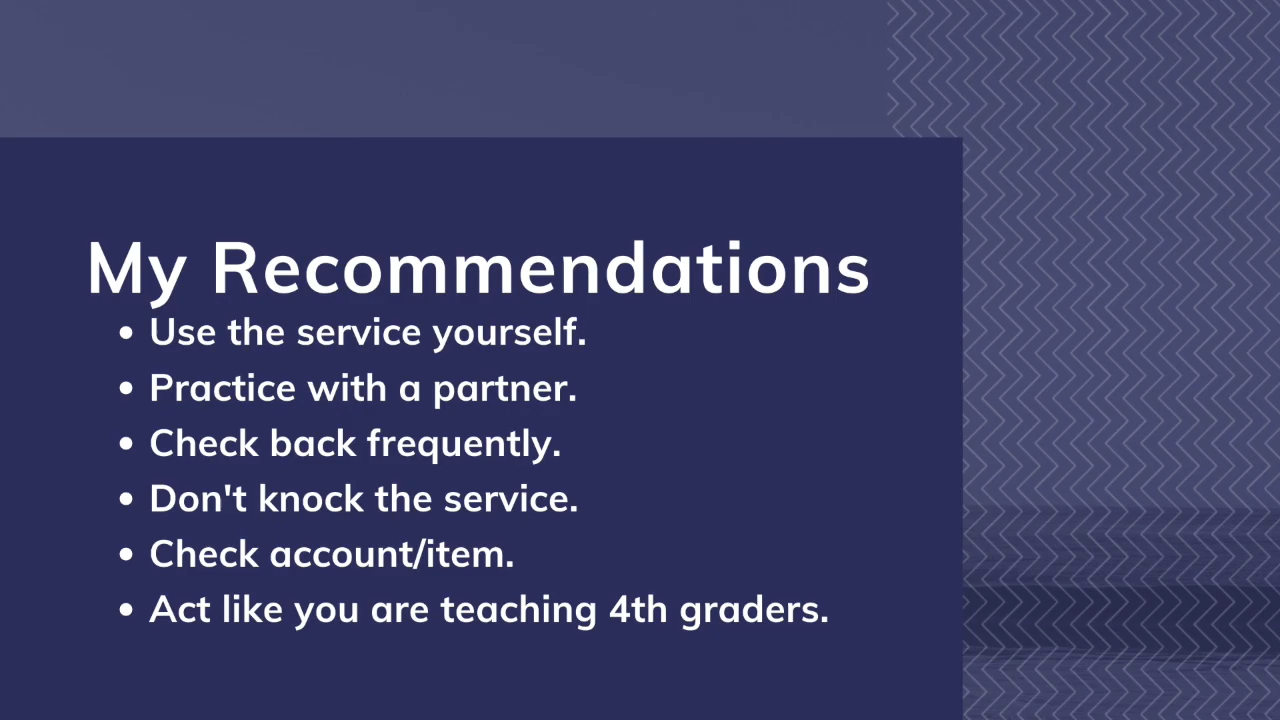 My Recommendations
• Use the service yourself.
• Practice with a partner.
• Check back frequently.
• Don't knock the service.
• Check account/item.
• Act like you are teaching 4th graders.